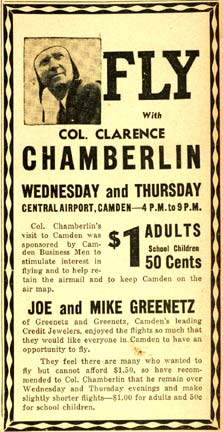 FLY
With
COL. CLARENCE
CHAMBERLIN
WEDNESDAY and THURSDAY
CENTRAL AIRPORT, CAMDEN—4 P.M. to 9 P.M.
Col. Chamberlin's
visit to Camden was
sponsored by Cam-
den Business Men to
stimulate interest in
flying and to help re-
tain the airmail and to keep Camden on
the air map.
$1 ADULTS
School Children
50 Cents
JOE and MIKE GREENETZ
of Greenetz and Greenetz, Camden's leading
Credit Jewelers, enjoyed the flights so much that
they would like everyone in Camden to have an
opportunity to fly.
They feel there are many who wanted to
fly but cannot afford $1.50, so have recom-
mended to Col. Chamberlin that he remain over
Wednesday and Thursday evenings and make
slightly shorter flights—$1.00 for adults and 50c
for school children.